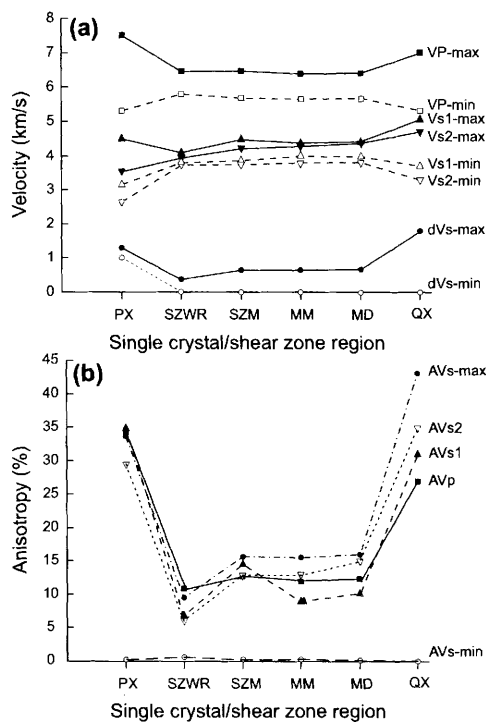 (a)
8
7
6
5
4
3
2
1
0
Velocity (km/s)
VP-max
VP-min
Vs1-max
Vs2-max
Vs1-min
Vs2-min
dVs-max
dVs-min
PX SZWR SZM MM MD QX
Single crystal/shear zone region
(b)
45
40
35
30
25
20
15
10
5
0
Anisotropy (%)
AVs-max
AVs2
AVs1
AVp
AVs-min
PX SZWR SZM MM MD QX
Single crystal/shear zone region